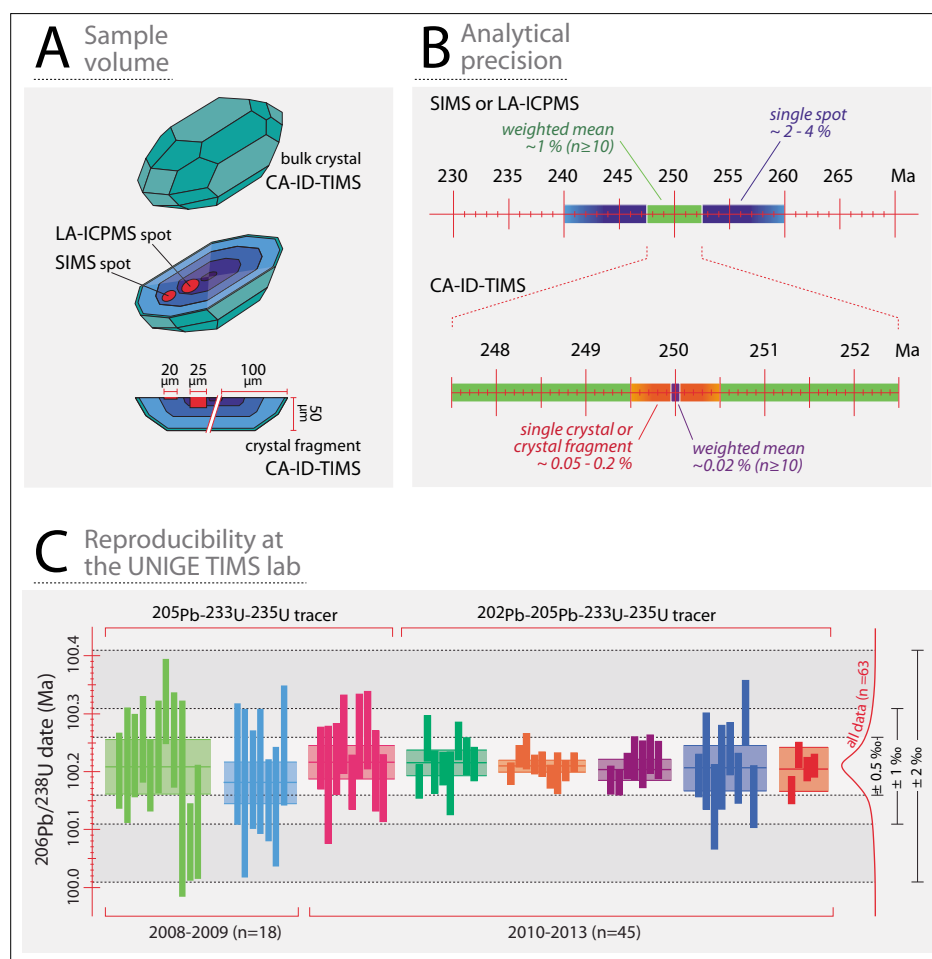 A Sample
volume
bulk crystal
CA-ID-TIMS
LA-ICPMS spot
SIMS spot
20
µm
25
µm
100
µm
50
µm
crystal fragment
CA-ID-TIMS
B Analytical
precision
SIMS or LA-ICPMS
weighted mean
~1 % (n≥10)
single spot
~ 2 - 4 %
230 235 240 245 250 255 260 265 Ma
CA-ID-TIMS
248 249 250 251 252 Ma
single crystal or
crystal fragment
~ 0.05 - 0.2 %
weighted mean
~0.02 % (n≥10)
C Reproducibility at
the UNIGE TIMS lab
205Pb-233U-235U tracer
202Pb-205Pb-233U-235U tracer
206Pb/238U date (Ma)
100.4
100.3
100.2
100.1
100.0
all data (n =63
± 0.5 ‰
± 1 ‰
± 2 ‰
2008-2009 (n=18)
2010-2013 (n=45)